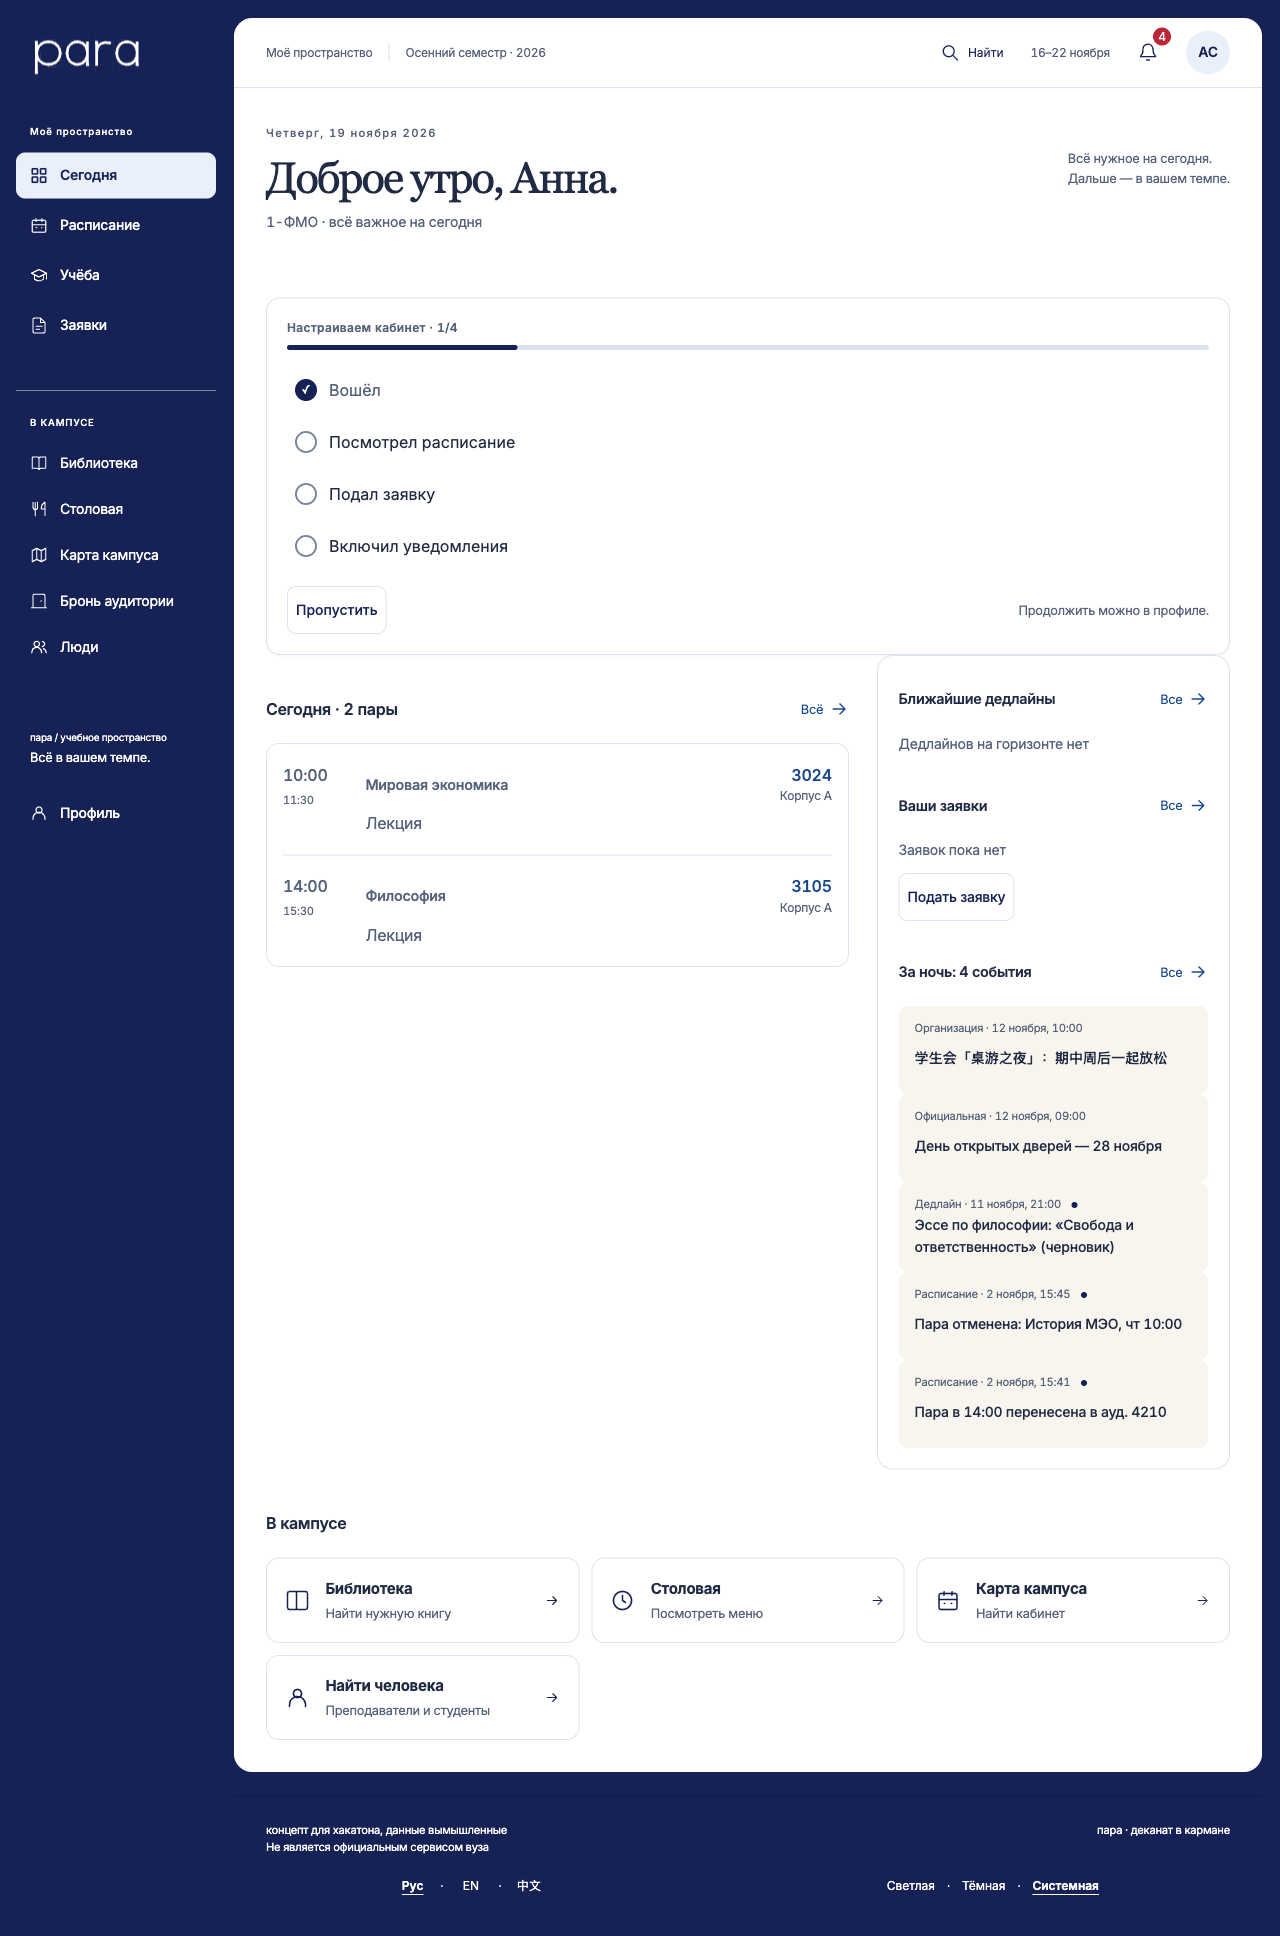 para
Моё пространство
Сегодня
Расписание
Учёба
Заявки
В КАМПУСЕ
Библиотека
Столовая
Карта кампуса
Бронь аудитории
Люди
пара / учебное пространство
Всё в вашем темпе.
Профиль
Моё пространство
Осенний семестр · 2026
Найти
16–22 ноября
4
АС
Четверг, 19 ноября 2026
Доброе утро, Анна.
1-ФМО · всё важное на сегодня
Всё нужное на сегодня.
Дальше — в вашем темпе.
Настраиваем кабинет · 1/4
Вошёл
Посмотрел расписание
Подал заявку
Включил уведомления
Пропустить
Продолжить можно в профиле.
Сегодня · 2 пары
Всё
10:00
11:30
Мировая экономика
Лекция
3024
Корпус А
14:00
15:30
Философия
Лекция
3105
Корпус А
Ближайшие дедлайны
Все
Дедлайнов на горизонте нет
Ваши заявки
Все
Заявок пока нет
Подать заявку
За ночь: 4 события
Все
Организация · 12 ноября, 10:00
学生会「桌游之夜」：期中周后一起放松
Официальная · 12 ноября, 09:00
День открытых дверей — 28 ноября
Дедлайн · 11 ноября, 21:00
Эссе по философии: «Свобода и
ответственность» (черновик)
Расписание · 2 ноября, 15:45
Пара отменена: История МЭО, чт 10:00
Расписание · 2 ноября, 15:41
Пара в 14:00 перенесена в ауд. 4210
В кампусе
Библиотека
Найти нужную книгу
Столовая
Посмотреть меню
Карта кампуса
Найти кабинет
Найти человека
Преподаватели и студенты
концепт для хакатона, данные вымышленные
Не является официальным сервисом вуза
пара · деканат в кармане
Рус · EN · 中文
Светлая · Тёмная · Системная